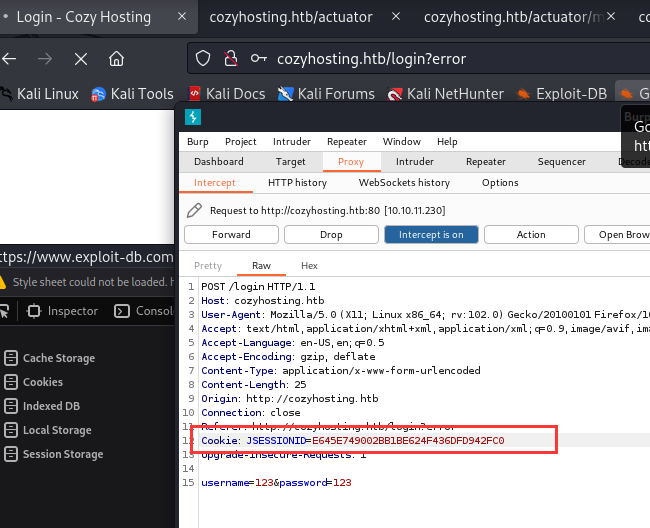 Login - Cozy Hosting
cozyhosting.htb/actuator
cozyhosting.htb/actuator/m
co
cozyhosting.htb/login?error
Kali Linux
Kali Tools
Kali Docs
Kali Forums
Kali NetHunter
Exploit-DB
G
Burp
Go
htt
Burp Project Intruder Repeater Window Help
Dashboard Target Proxy Intruder Repeater Sequencer Decode
Intercept HTTP history WebSockets history Options
Request to http://cozyhosting.htb:80 [10.10.11.230]
Forward Drop Intercept is on Action Open Brow
Pretty Raw Hex
ttps://www.exploit-db.com
Style sheet could not be loaded. h
Inspector Conso
Cache Storage
Cookies
Indexed DB
Local Storage
Session Storage
1 POST /login HTTP/1.1
2 Host: cozyhosting.htb
3 User-Agent: Mozilla/5.0 (X11; Linux x86_64; rv:102.0) Gecko/20100101 Firefox/10
4 Accept: text/html,application/xhtml+xml,application/xml;q=0.9,image/avif,ima
5 Accept-Language: en-US,en;q=0.5
6 Accept-Encoding: gzip, deflate
7 Content-Type: application/x-www-form-urlencoded
8 Content-Length: 25
9 Origin: http://cozyhosting.htb
10 Connection: close
11 Referer: http://cozyhosting.htb/login?error
12 Cookie: JSESSIONID=E645E749002BB1BE624F436DFD942FC0
13 Upgrade-Insecure-Requests: 1
14
15 username=123&password=123